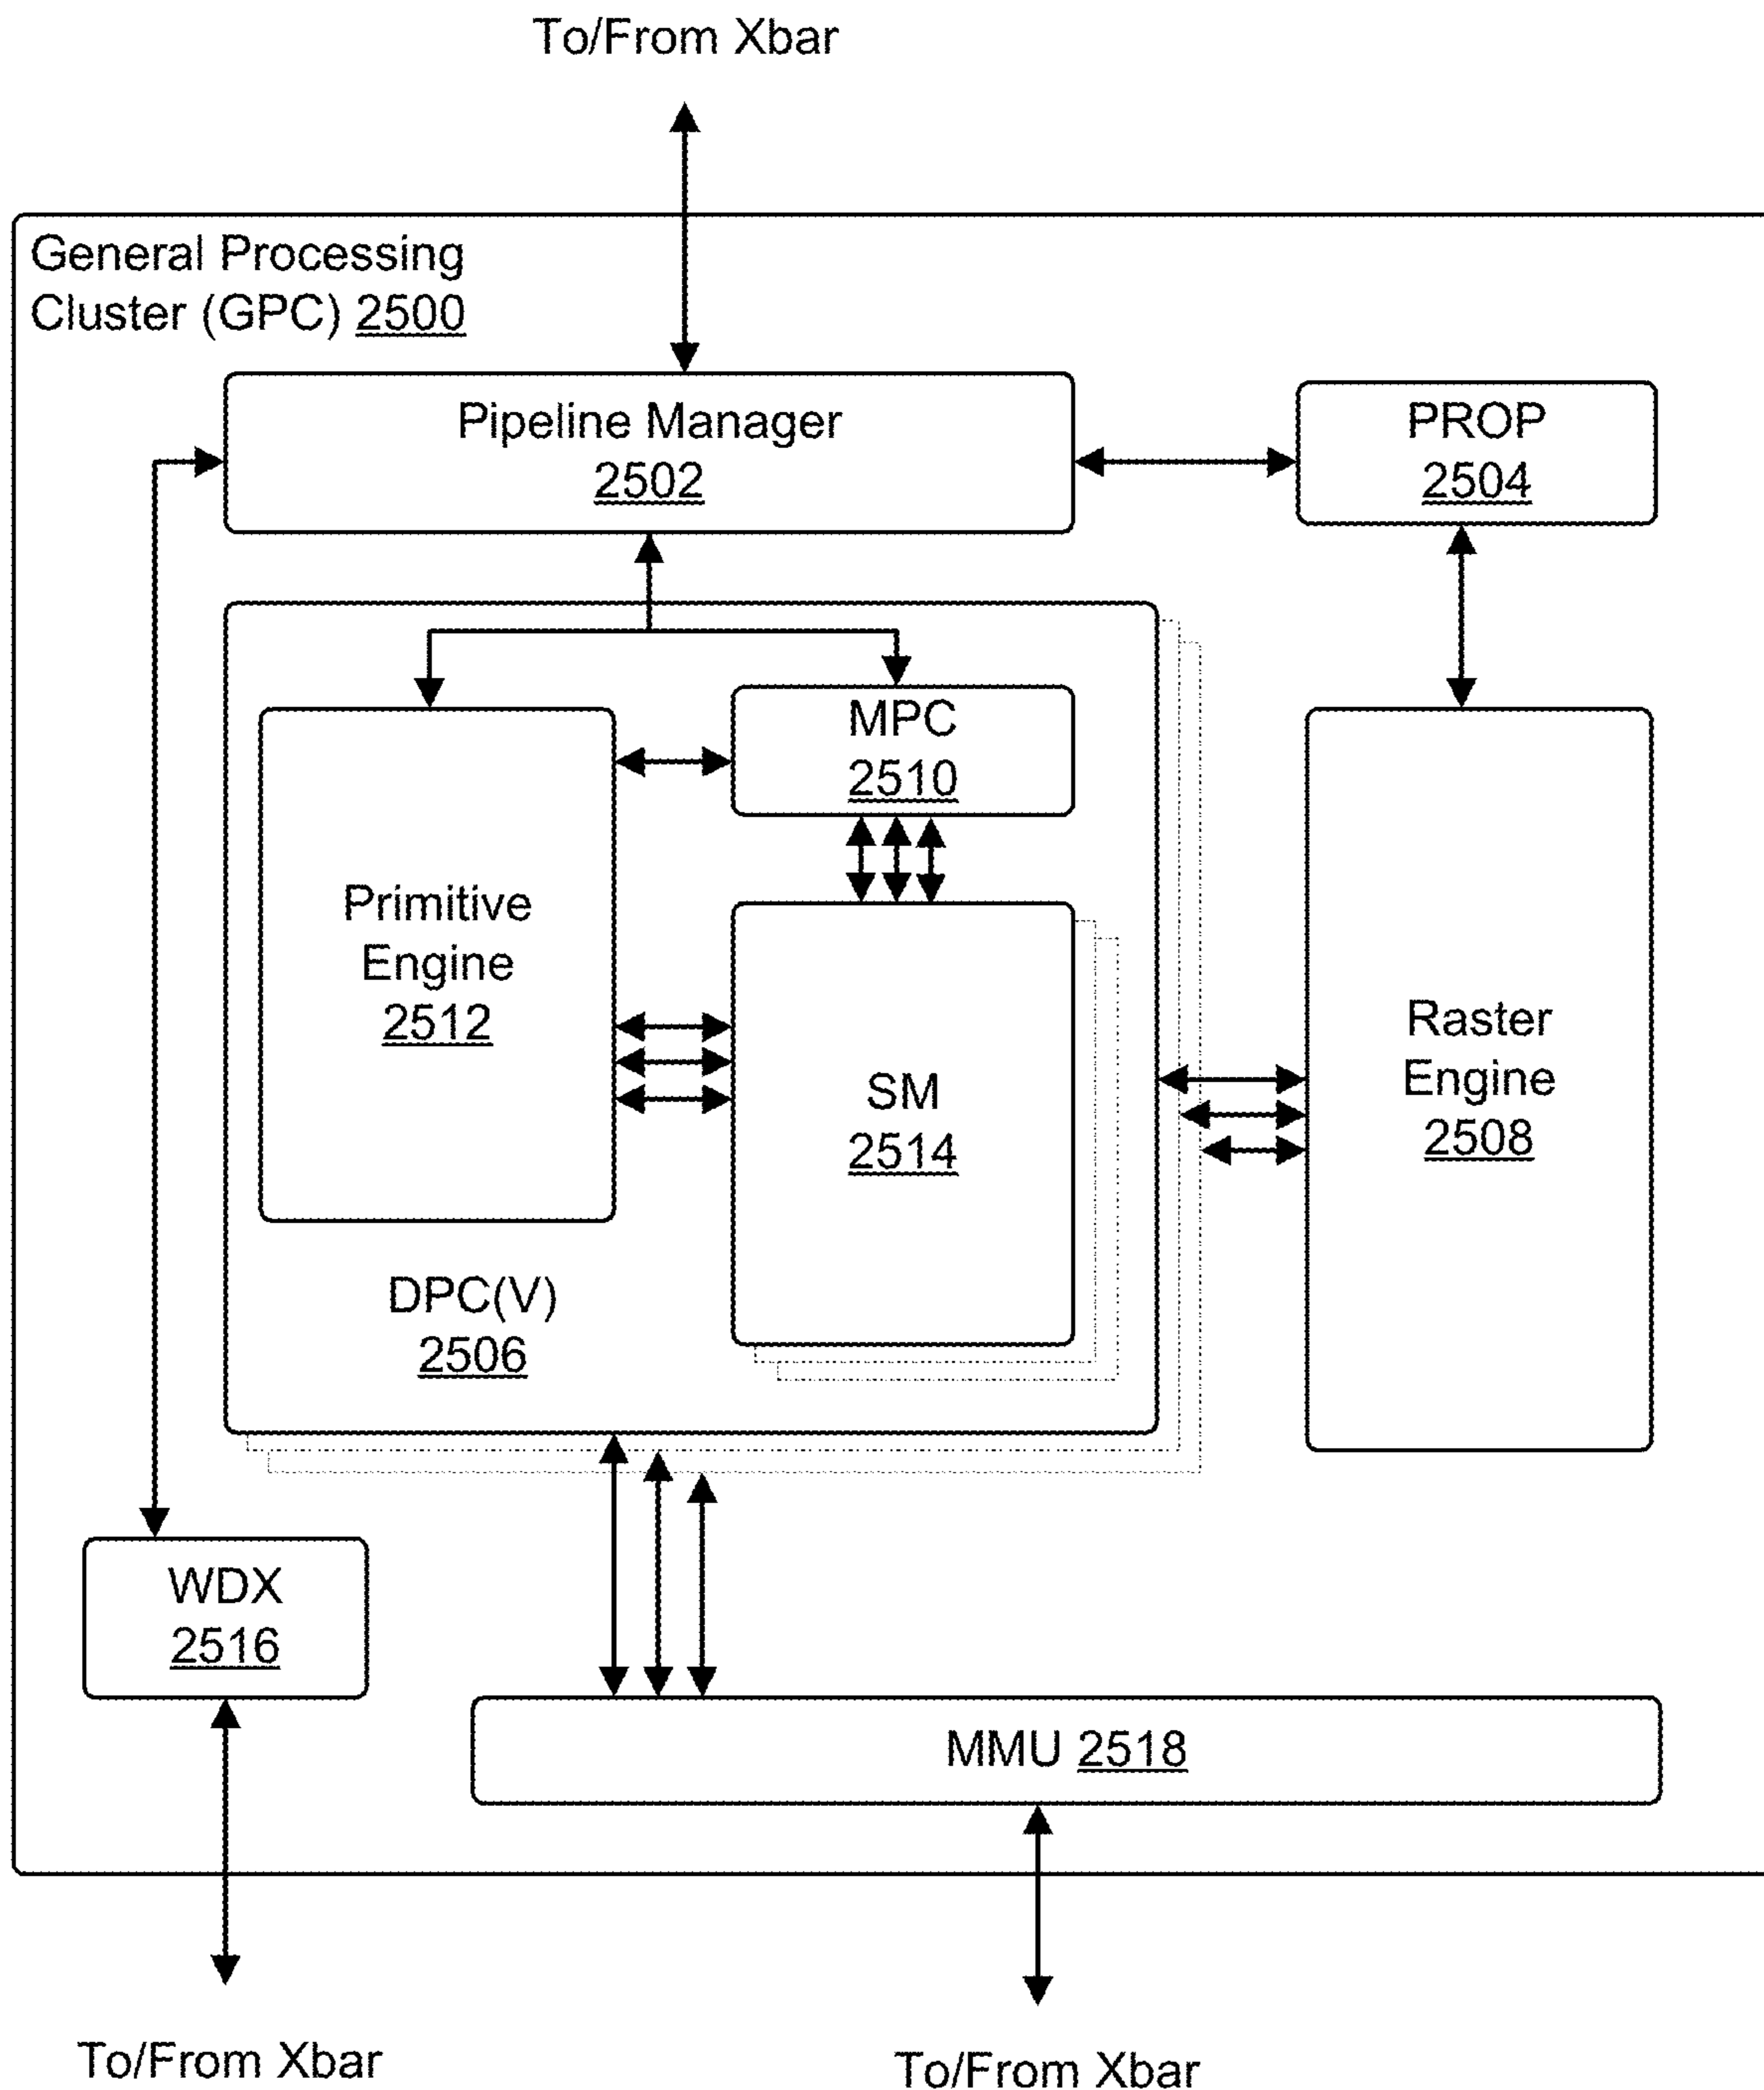 To/From Xbar
General Processing
Cluster (GPC) 2500
Pipeline Manager
2502
PROP
2504
MPC
2510
Primitive
Engine
2512
SM
2514
Raster
Engine
2508
DPC(V)
2506
WDX
2516
MMU 2518
To/From Xbar
To/From Xbar